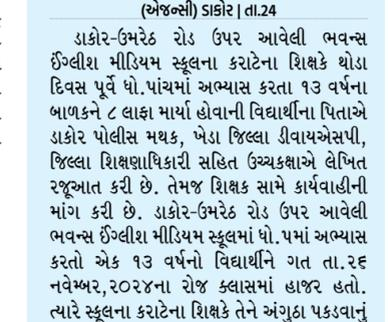 (એજન્સી) ડાકોર | તા.24
ડાકોર-ઉમરેઠ રોડ ઉપર આવેલી ભવન્સ
ઈંગ્લીશ મીડિયમ સ્કૂલના કરાટેના શિક્ષકે થોડા
દિવસ પૂર્વે ધો.પાંચમાં અભ્યાસ કરતા ૧૩ વર્ષના
બાળકને ૮ લાફા માર્યા હોવાની વિદ્યાર્થીના પિતાએ
ડાકોર પોલીસ મથક, ખેડા જિલ્લા ડીવાયએસપી,
જિલ્લા શિક્ષણાધિકારી સહિત ઉચ્ચકક્ષાએ લેખિત
રજૂઆત કરી છે. તેમજ શિક્ષક સામે કાર્યવાહીની
માંગ કરી છે. ડાકોર-ઉમરેઠ રોડ ઉપર આવેલી
ભવન્સ ઈંગ્લીશ મીડિયમ સ્કૂલમાં ધો.૫માં અભ્યાસ
કરતો એક ૧૩ વર્ષનો વિદ્યાર્થીને ગત તા.૨૬
નવેમ્બર,૨૦૨૪ના રોજ ક્લાસમાં હાજર હતો.
ત્યારે સ્કૂલના કરાટેના શિક્ષકે તેને અંગુઠા પકડવાનું